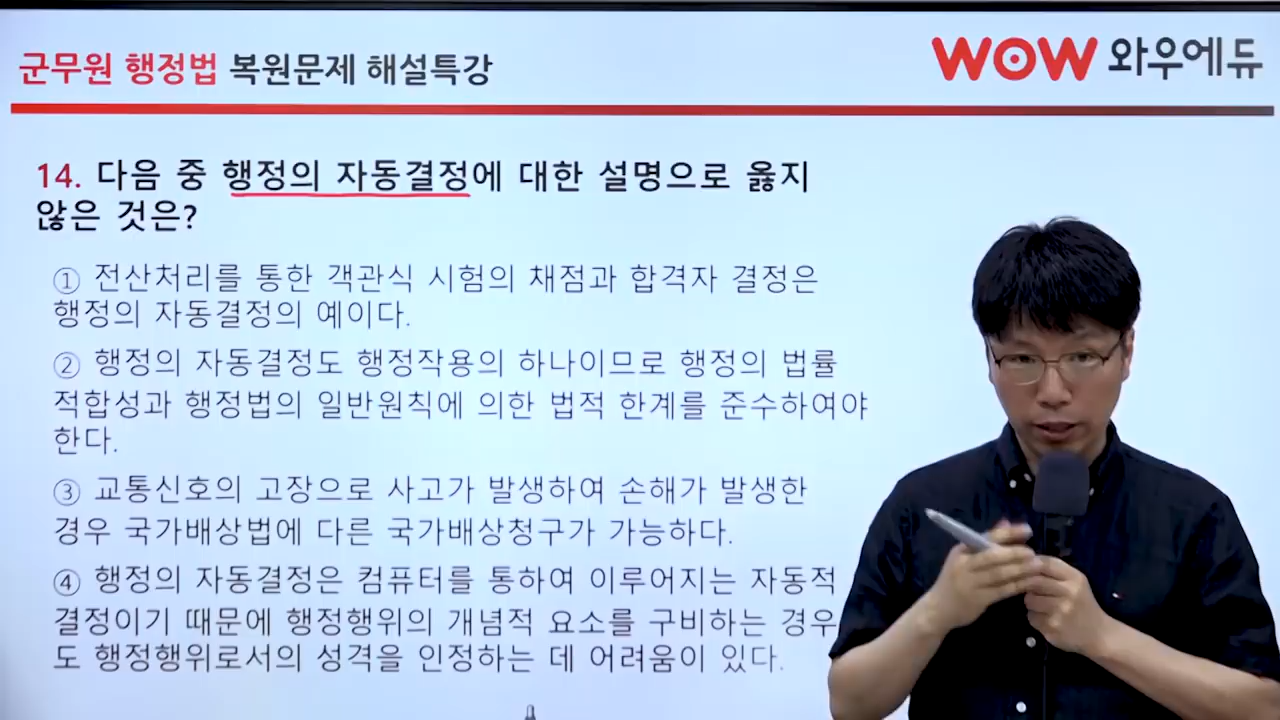 군무원 행정법 복원문제 해설특강
WOW 와우에듀
14. 다음 중 행정의 자동결정에 대한 설명으로 옳지
않은 것은?
① 전산처리를 통한 객관식 시험의 채점과 합격자 결정은
행정의 자동결정의 예이다.
② 행정의 자동결정도 행정작용의 하나이므로 행정의 법률
적합성과 행정법의 일반원칙에 의한 법적 한계를 준수하여야
한다.
③ 교통신호의 고장으로 사고가 발생하여 손해가 발생한
경우 국가배상법에 다른 국가배상청구가 가능하다.
④ 행정의 자동결정은 컴퓨터를 통하여 이루어지는 자동적
결정이기 때문에 행정행위의 개념적 요소를 구비하는 경우
도 행정행위로서의 성격을 인정하는 데 어려움이 있다.